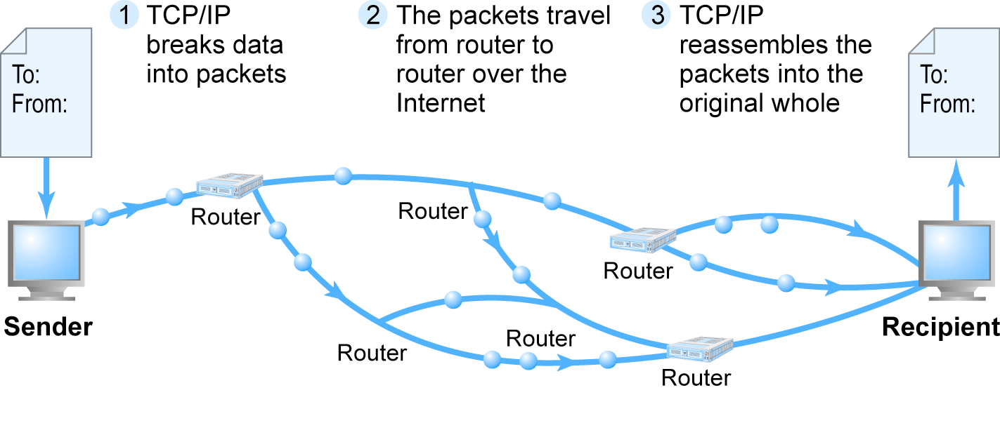 1 TCP/IP
breaks data
into packets
2 The packets travel
from router to
router over the
Internet
3 TCP/IP
reassembles the
packets into the
original whole
To:
From:
To:
From:
Router
Router
Router
Router
Router
Router
Sender
Recipient